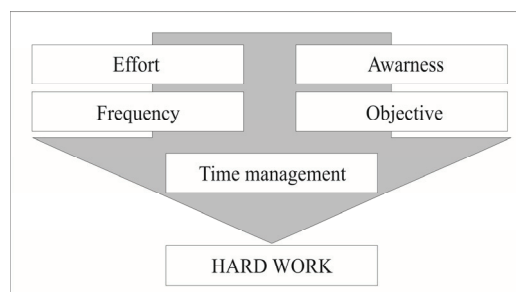 Effort
Awarness
Frequency
Objective
Time management
HARD WORK